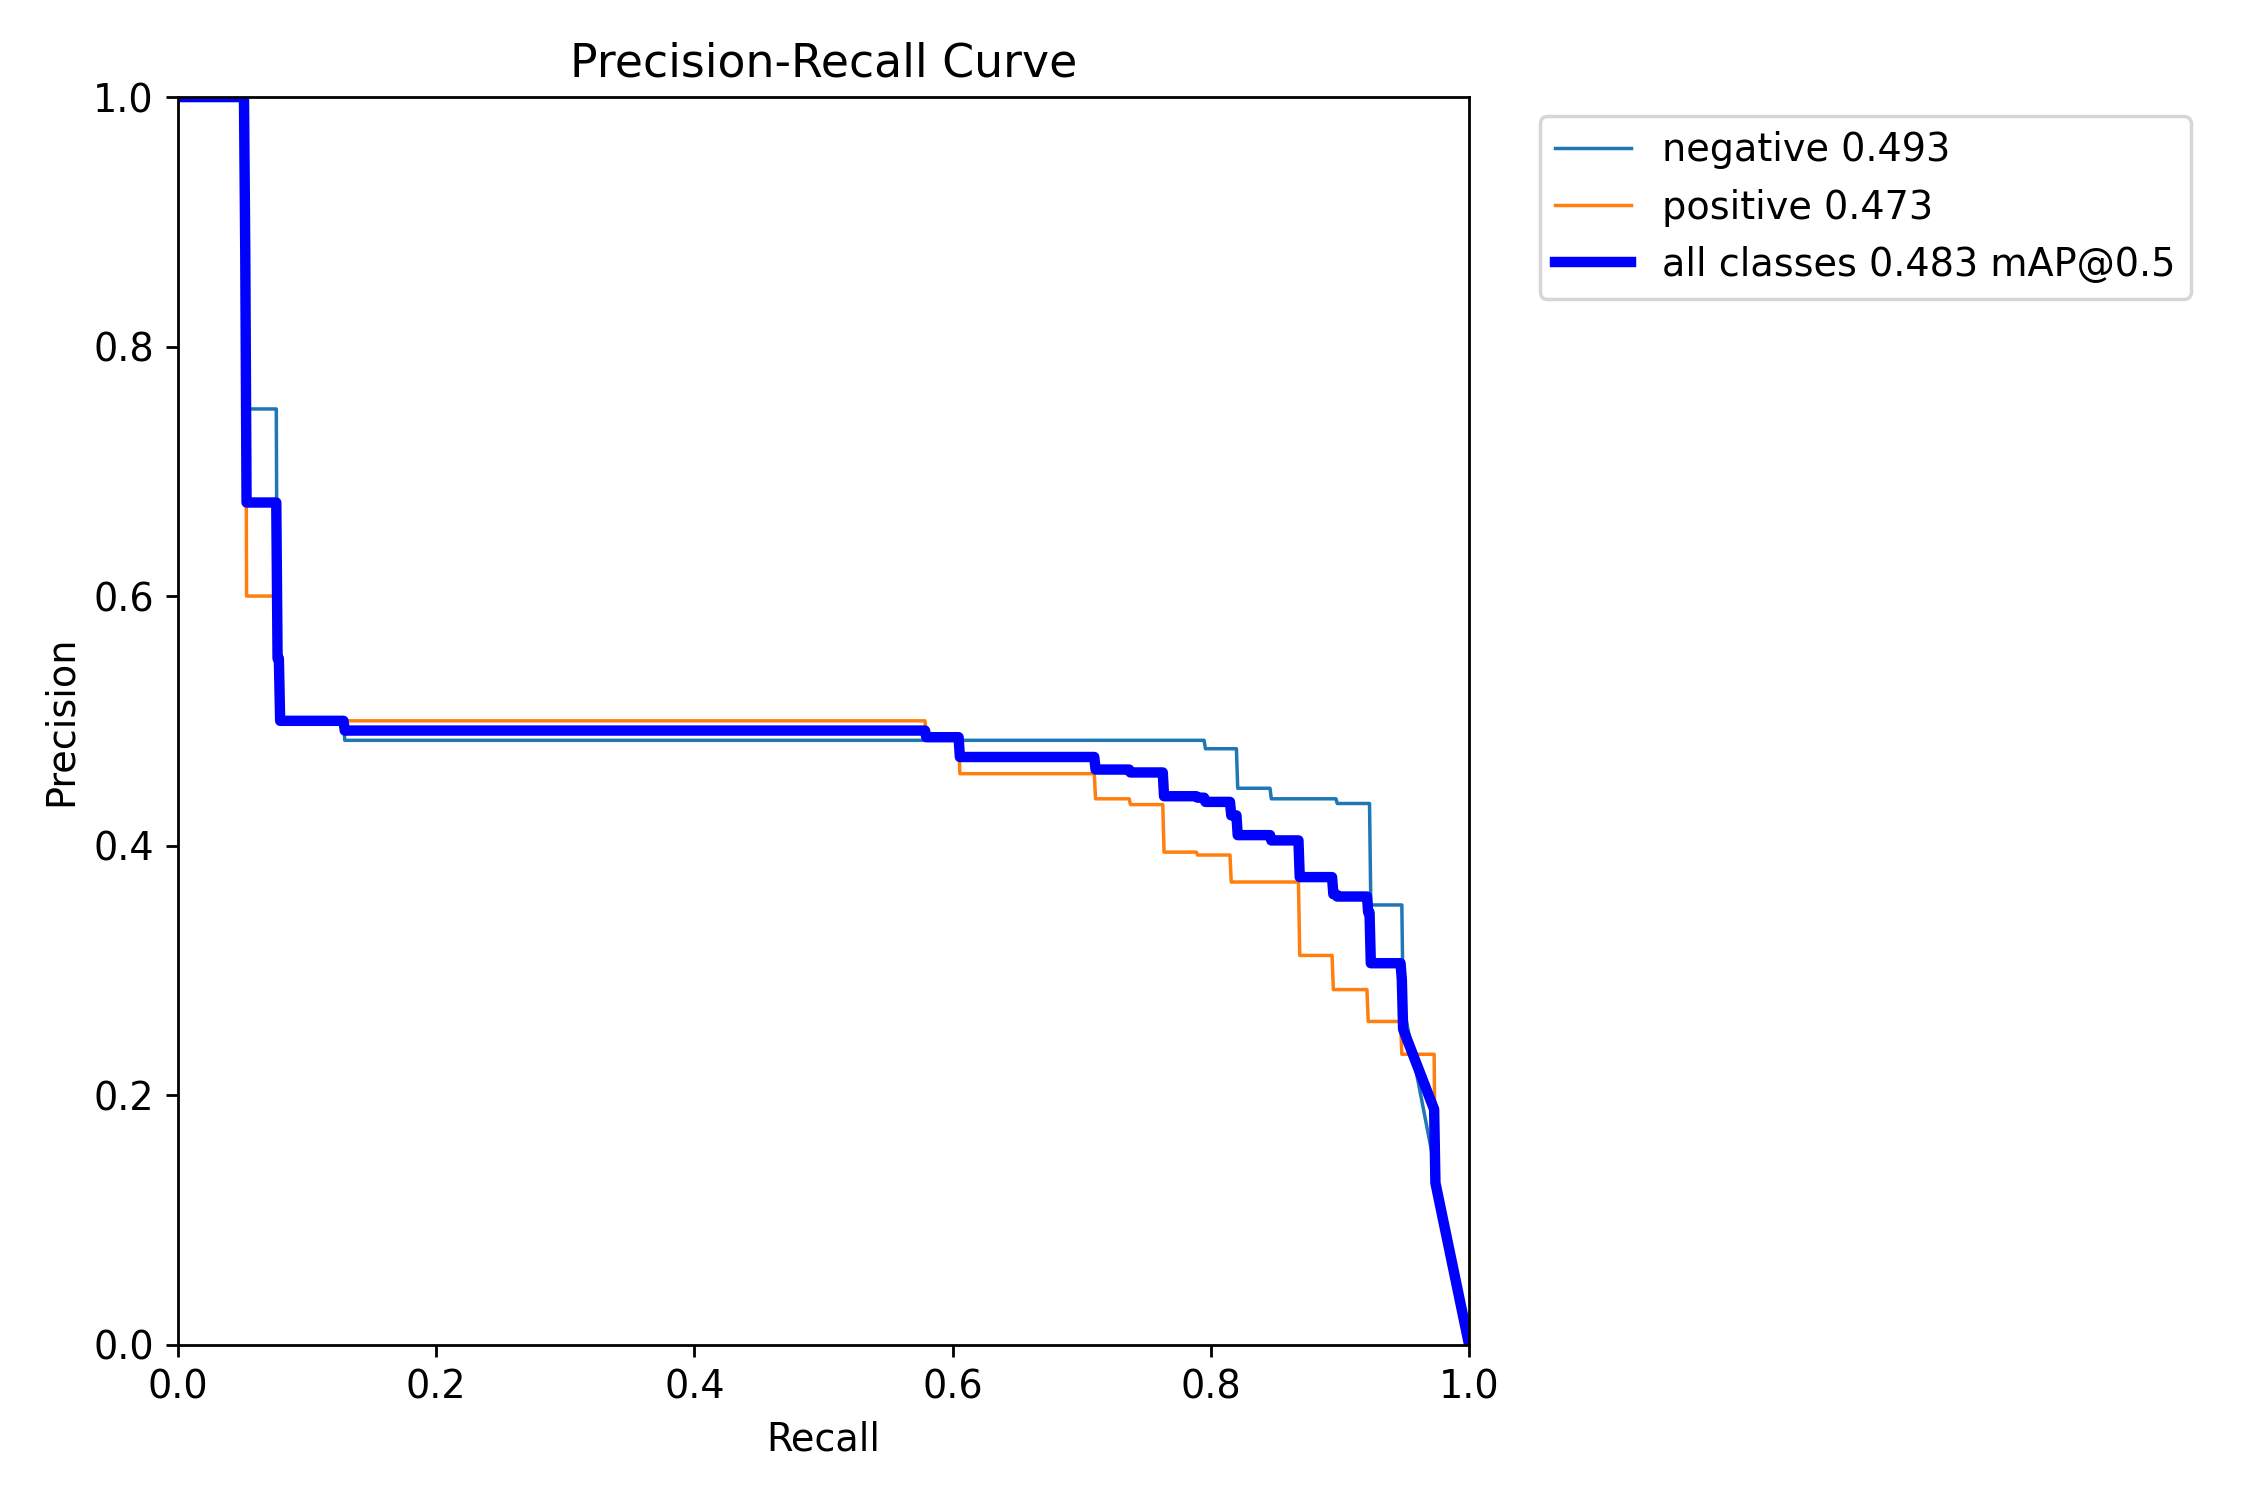 Precision-Recall Curve
1.0
0.8
0.6
0.4
0.2
0.0
Precision
0.0 0.2 0.4 0.6 0.8 1.0
Recall
negative 0.493
positive 0.473
all classes 0.483 mAP@0.5